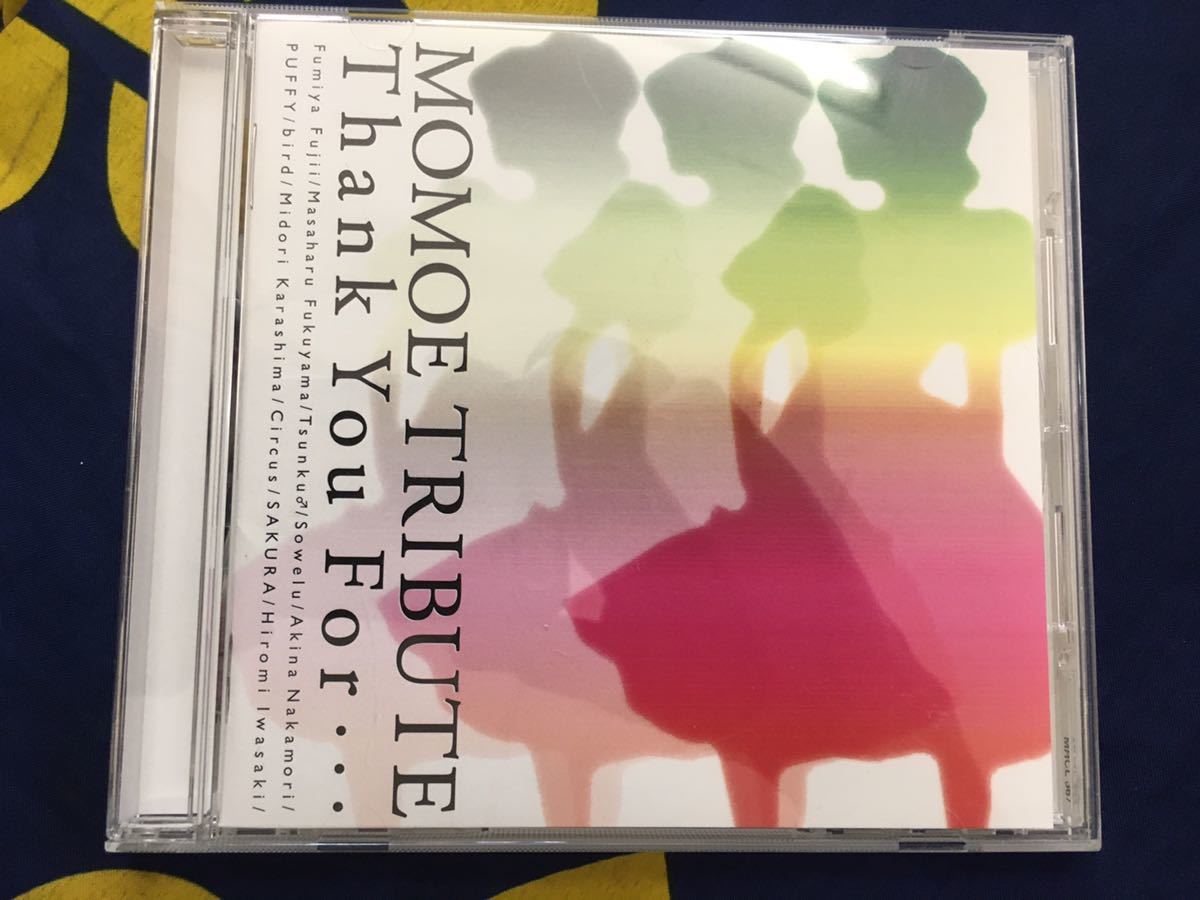 MOMOE TRIBUTE
Thank You For...
Fumiya Fujii/Masaharu Fukuyama/Tsunku♂/Sowelu/Akina Nakamori/
PUFFY/bird/Midori Karashima/Circus/SAKURA/Hiromi Iwasaki/